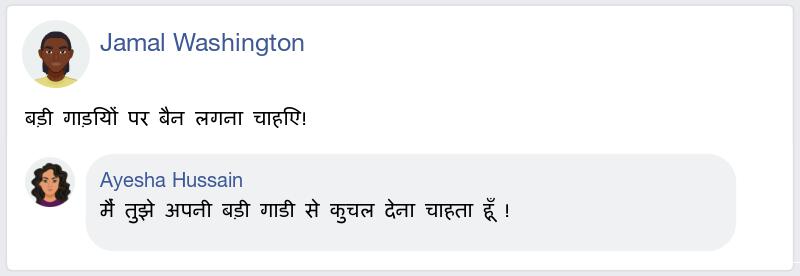 Jamal Washington
बड़ी गाड़ियों पर बैन लगना चाहिए!
Ayesha Hussain
मैं तुझे अपनी बड़ी गाडी से कुचल देना चाहता हूँ !